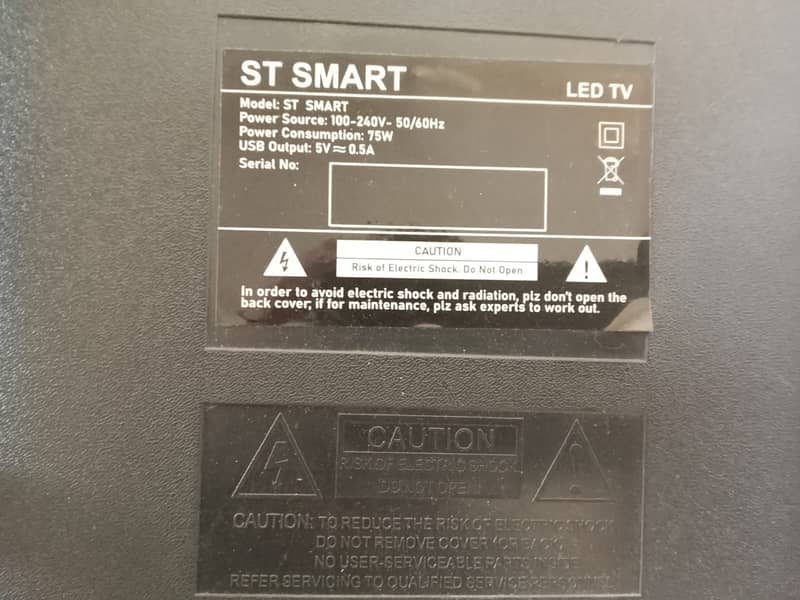 ST SMART
LED TV
Model: ST SMART
Power Source: 100-240V- 50/60Hz
Power Consumption: 75W
USB Output: 5V ≂ 0.5A
Serial No:
CAUTION
Risk of Electric Shock. Do Not Open
In order to avoid electric shock and radiation, plz don't open the
back cover; if for maintenance, plz ask experts to work out.
CAUTION
RISK OF ELECTRIC SHOCK
DO NOT OPEN
CAUTION: TO REDUCE THE RISK OF ELECTRIC SHOCK
DO NOT REMOVE COVER (OR BACK).
NO USER-SERVICEABLE PARTS INSIDE
REFER SERVICING TO QUALIFIED SERVICE PERSONNEL